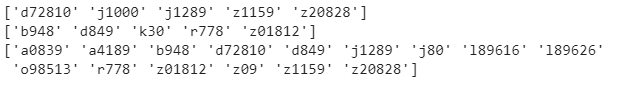 ['d72810' 'j1000' 'j1289' 'z1159' 'z20828']
['b948' 'd849' 'k30' 'r778' 'z01812']
['a0839' 'a4189' 'b948' 'd72810' 'd849' 'j1289' 'j80' 'l89616' 'l89626'
 'o98513' 'r778' 'z01812' 'z09' 'z1159' 'z20828']